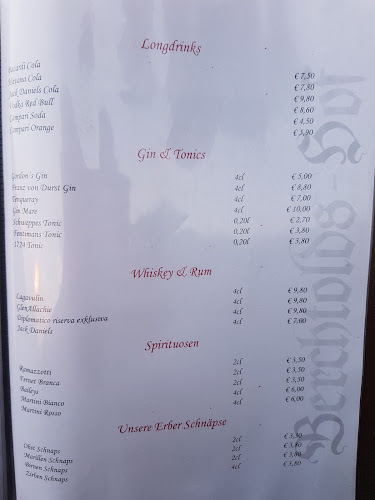 Longdrinks
Bacardi Cola € 7,50
Havana Cola € 7,80
Jack Daniels Cola € 9,80
Vodka Red Bull € 8,60
Campari Soda € 4,50
Campari Orange € 5,90
Gin & Tonics
Gordon's Gin 4cl € 5,00
Franz von Durst Gin 4cl € 8,80
Tanqueray 4cl € 7,00
Gin Mare 4cl € 10,00
Schweppes Tonic 0,20l € 2,70
Fentimans Tonic 0,20l € 3,80
1724 Tonic 0,20l € 3,80
Whiskey & Rum
Lagavulin 4cl € 9,80
GlenAllachie 4cl € 9,80
Diplomatico riserva exklusiva 4cl € 9,80
Jack Daniels 4cl € 7,60
Spirituosen
Ramazzotti 2cl € 3,50
Fernet Branca 2cl € 3,50
Baileys 2cl € 3,50
Martini Bianco 4cl € 6,00
Martini Rosso 4cl € 6,00
Unsere Erber Schnäpse
Obst Schnaps 2cl € 3,50
Marillen Schnaps 2cl € 3,80
Birnen Schnaps 2cl € 3,80
Zirben Schnaps 4cl € 3,80
Berchtolds-Hof